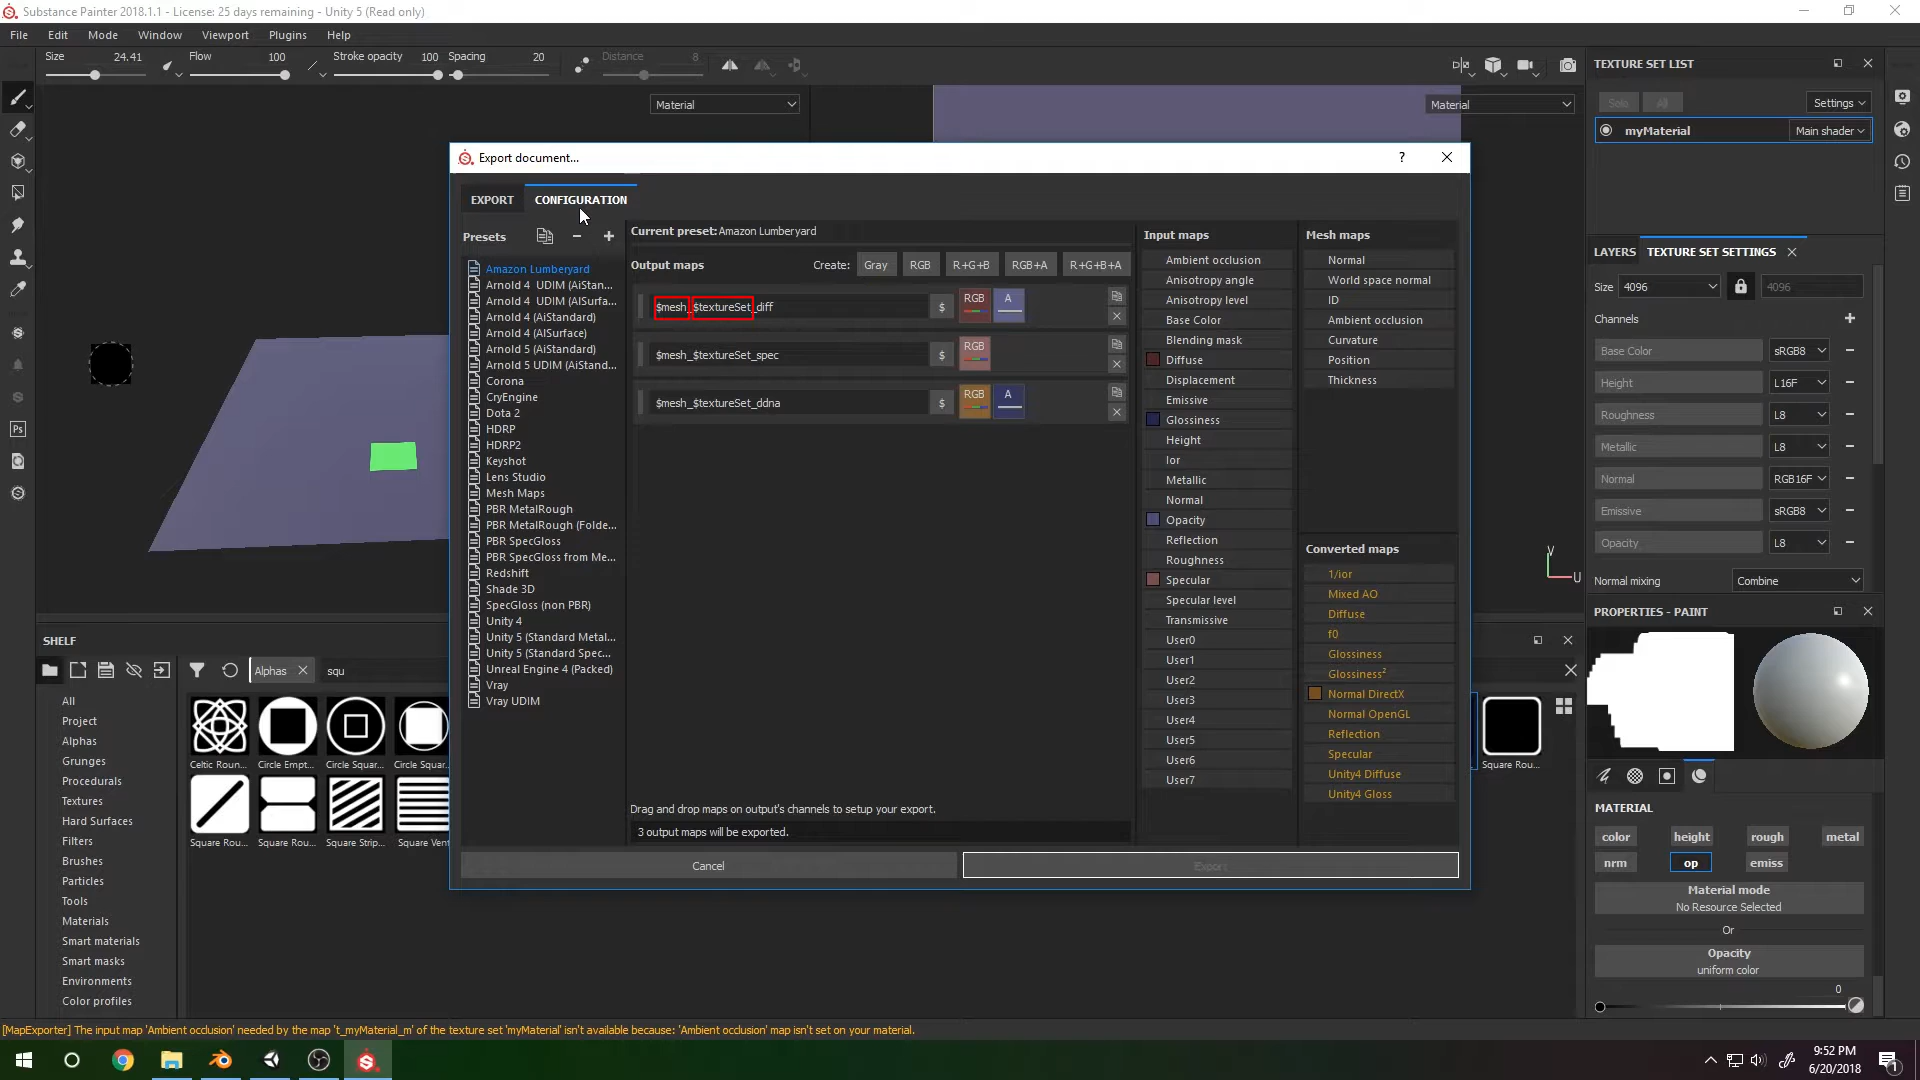 Substance Painter 2018.1.1 - License: 25 days remaining - Unity 5 (Read only)
File Edit Mode Window Viewport Plugins Help
Size 24.41 Flow 100 Stroke opacity 100 Spacing 20 Distance 8
Material
Material
TEXTURE SET LIST
Solo All Settings
myMaterial Main shader
Export document... ?
EXPORT CONFIGURATION
Presets
Amazon Lumberyard
Arnold 4 UDIM (AiStan...
Arnold 4 UDIM (AlSurfa...
Arnold 4 (AiStandard)
Arnold 4 (AlSurface)
Arnold 5 (AiStandard)
Arnold 5 UDIM (AiStand...
Corona
CryEngine
Dota 2
HDRP
HDRP2
Keyshot
Lens Studio
Mesh Maps
PBR MetalRough
PBR MetalRough (Folde...
PBR SpecGloss
PBR SpecGloss from Me...
Redshift
Shade 3D
SpecGloss (non PBR)
Unity 4
Unity 5 (Standard Metal...
Unity 5 (Standard Spec...
Unreal Engine 4 (Packed)
Vray
Vray UDIM
Current preset: Amazon Lumberyard
Output maps Create: Gray RGB R+G+B RGB+A R+G+B+A
$mesh_$textureSet_diff $ RGB A
$mesh_$textureSet_spec $ RGB
$mesh_$textureSet_ddna $ RGB A
Drag and drop maps on output's channels to setup your export.
3 output maps will be exported.
Input maps
Ambient occlusion
Anisotropy angle
Anisotropy level
Base Color
Blending mask
Diffuse
Displacement
Emissive
Glossiness
Height
Ior
Metallic
Normal
Opacity
Reflection
Roughness
Specular
Specular level
Transmissive
User0
User1
User2
User3
User4
User5
User6
User7
Mesh maps
Normal
World space normal
ID
Ambient occlusion
Curvature
Position
Thickness
Converted maps
1/ior
Mixed AO
Diffuse
f0
Glossiness
Glossiness²
Normal DirectX
Normal OpenGL
Reflection
Specular
Unity4 Diffuse
Unity4 Gloss
Cancel Export
LAYERS TEXTURE SET SETTINGS
Size 4096 4096
Channels
Base Color sRGB8
Height L16F
Roughness L8
Metallic L8
Normal RGB16F
Emissive sRGB8
Opacity L8
Normal mixing Combine
PROPERTIES - PAINT
MATERIAL
color height rough metal
nrm op emiss
Material mode
No Resource Selected
Or
Opacity
uniform color
0
V
U
SHELF
Alphas squ
All
Project
Alphas
Grunges
Procedurals
Textures
Hard Surfaces
Filters
Brushes
Particles
Tools
Materials
Smart materials
Smart masks
Environments
Color profiles
Celtic Roun... Circle Empt... Circle Squar... Circle Squar... Square Rou...
Square Rou... Square Rou... Square Strip... Square Vent
Ps
[MapExporter] The input map 'Ambient occlusion' needed by the map 't_myMaterial_m' of the texture set 'myMaterial' isn't available because: 'Ambient occlusion' map isn't set on your material.
9:52 PM
6/20/2018
1